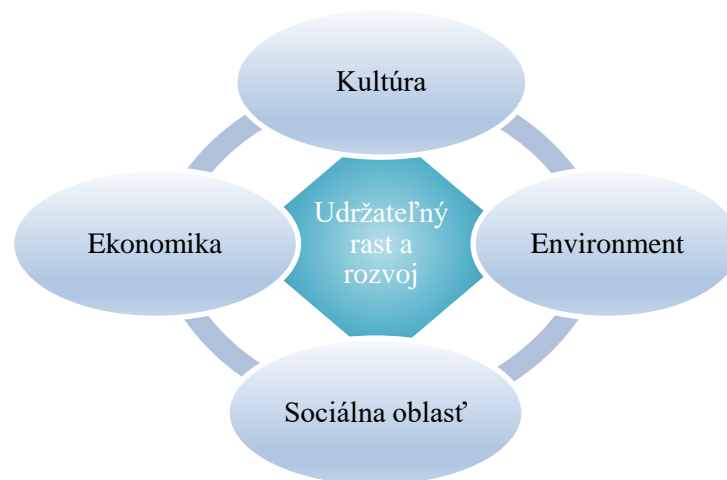 Kultúra
Ekonomika
Udržateľný
rast a
rozvoj
Environment
Sociálna oblasť